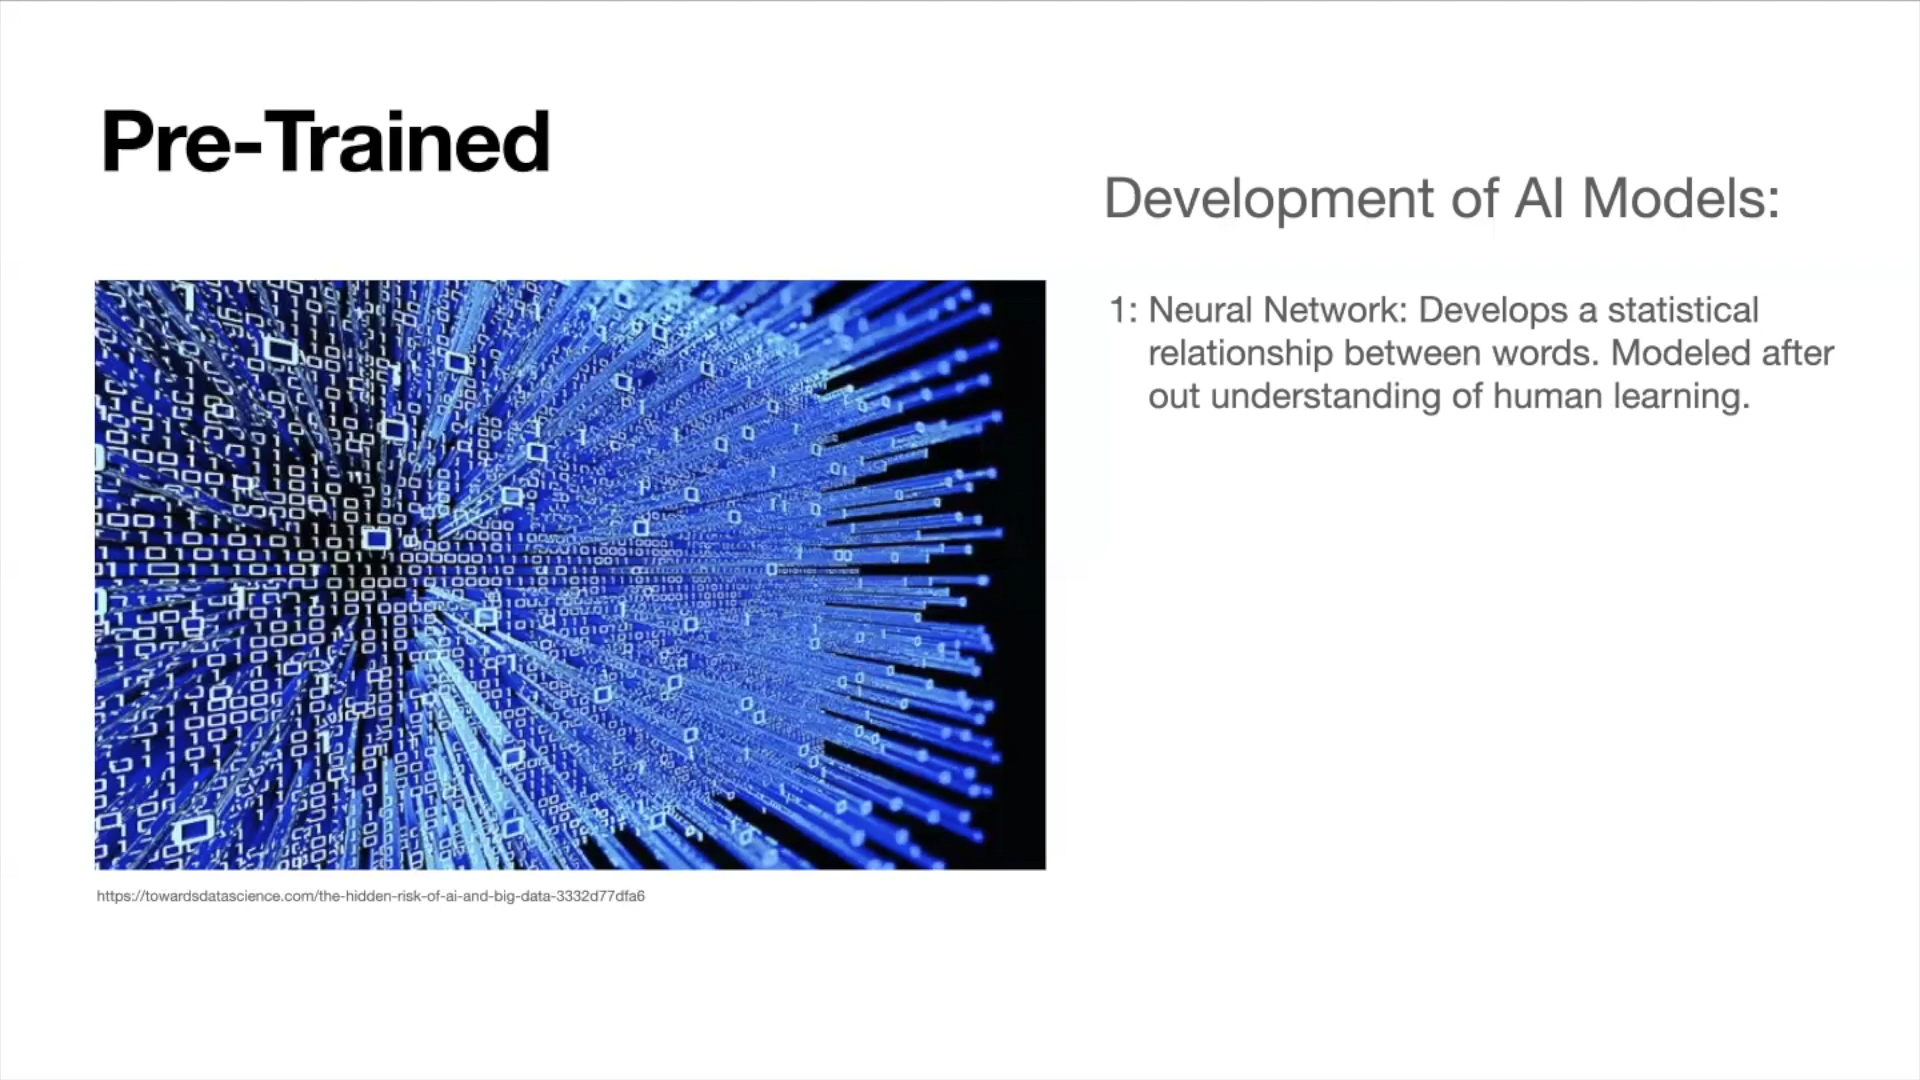 Pre-Trained
Development of AI Models:
1: Neural Network: Develops a statistical
relationship between words. Modeled after
out understanding of human learning.
https://towardsdatascience.com/the-hidden-risk-of-ai-and-big-data-3332d77dfa6